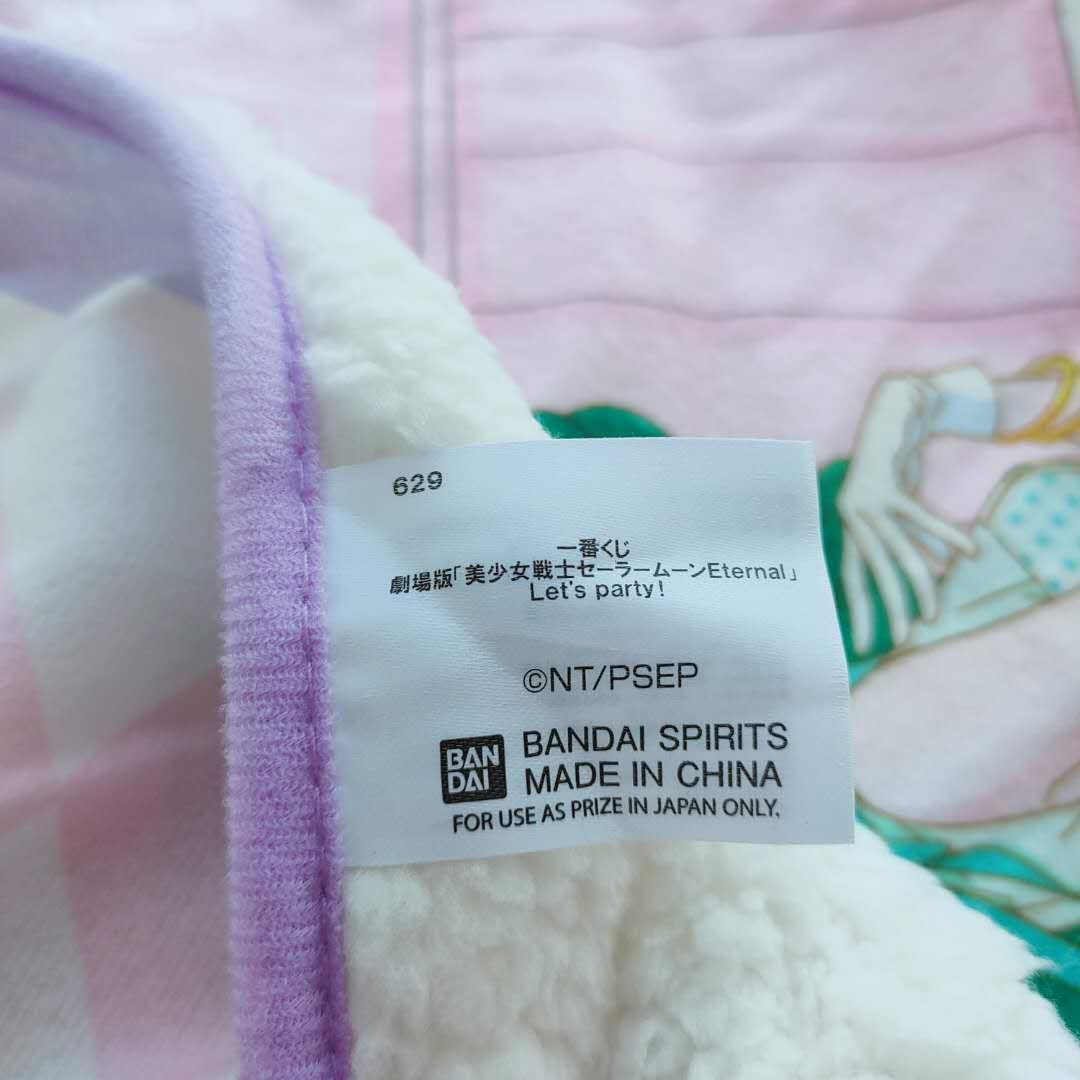 629
一番くじ
劇場版「美少女戦士セーラームーンEternal」
Let's party!
©NT/PSEP
BAN
DAI
BANDAI SPIRITS
MADE IN CHINA
FOR USE AS PRIZE IN JAPAN ONLY.